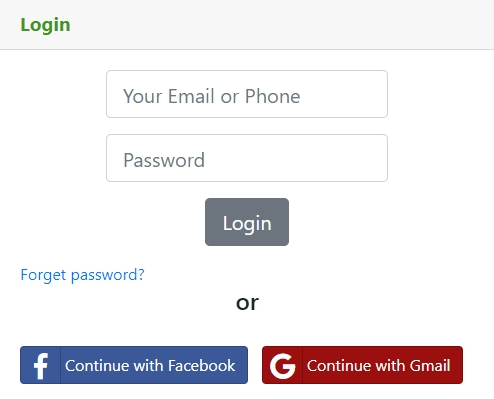 Login
Your Email or Phone
Password
Login
Forget password?
or
Continue with Facebook
Continue with Gmail